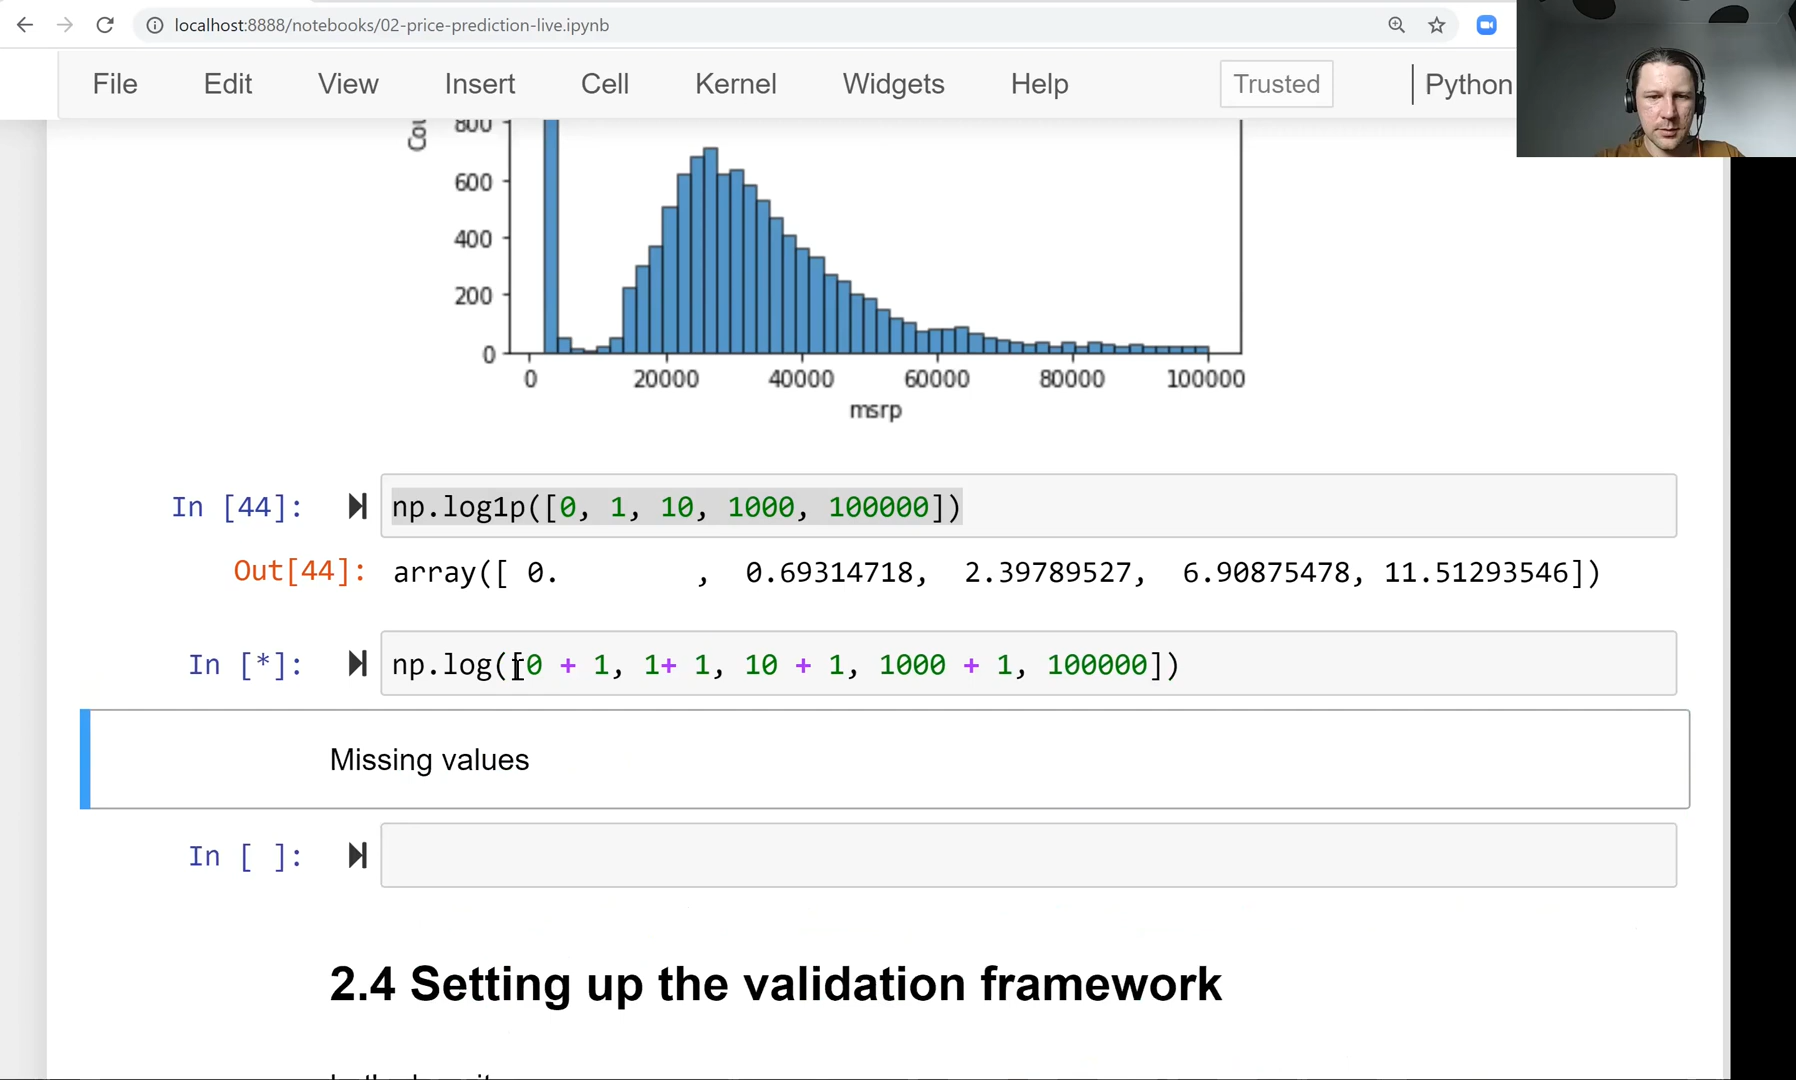 localhost:8888/notebooks/02-price-prediction-live.ipynb
File Edit View Insert Cell Kernel Widgets Help Trusted Python
800
600
400
200
0
0 20000 40000 60000 80000 100000
msrp
In [44]: np.log1p([0, 1, 10, 1000, 100000])
Out[44]: array([ 0. , 0.69314718, 2.39789527, 6.90875478, 11.51293546])
In [*]: np.log([0 + 1, 1+ 1, 10 + 1, 1000 + 1, 100000])
Missing values
In [ ]:
2.4 Setting up the validation framework